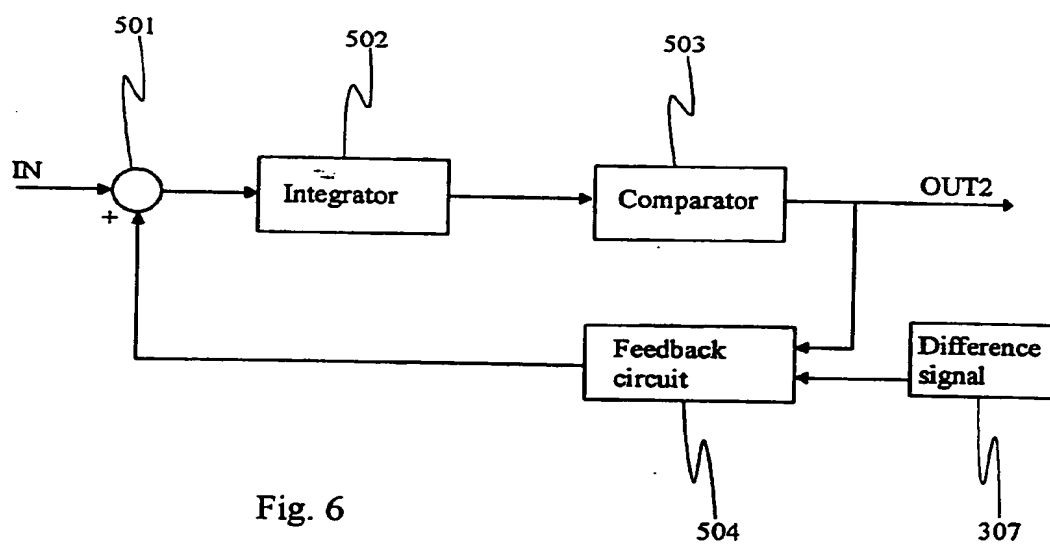 501
502
503
IN
+
Integrator
Comparator
OUT2
Feedback
circuit
Difference
signal
Fig. 6
504
307